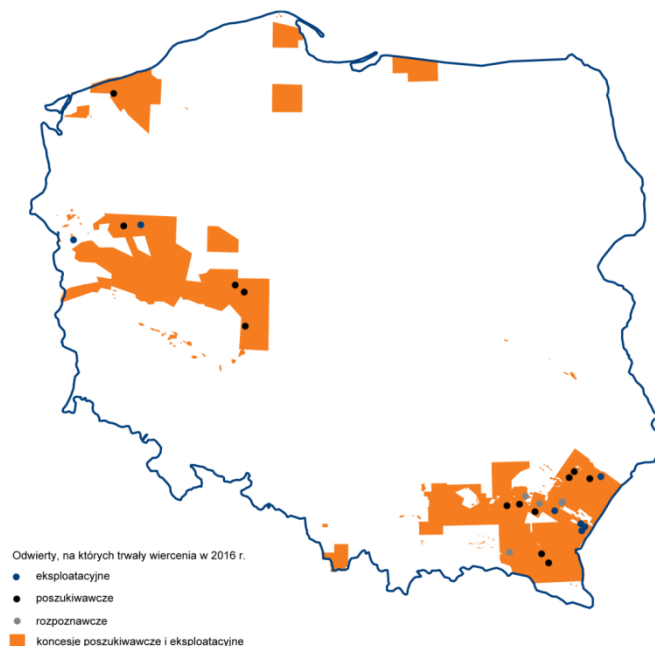 Odwierty, na których trwały wiercenia w 2016 r.
eksploatacyjne
poszukiwawcze
rozpoznawcze
koncesje poszukiwawcze i eksploatacyjne